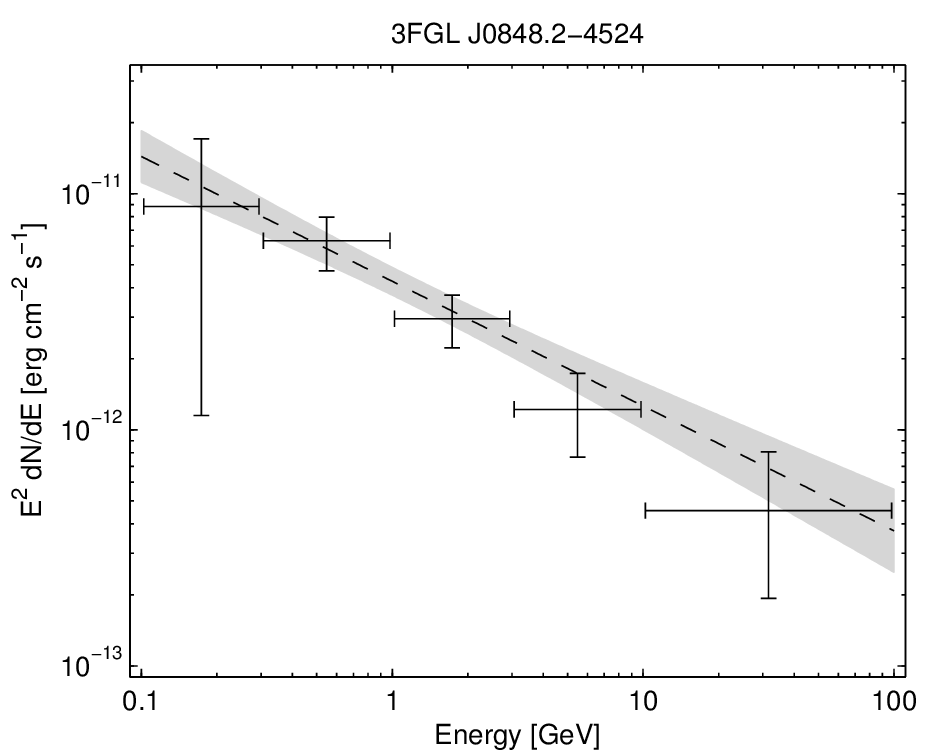 3FGL J0848.2−4524
10⁻¹¹
10⁻¹²
10⁻¹³
E² dN/dE [erg cm⁻² s⁻¹]
0.1 1 10 100
Energy [GeV]